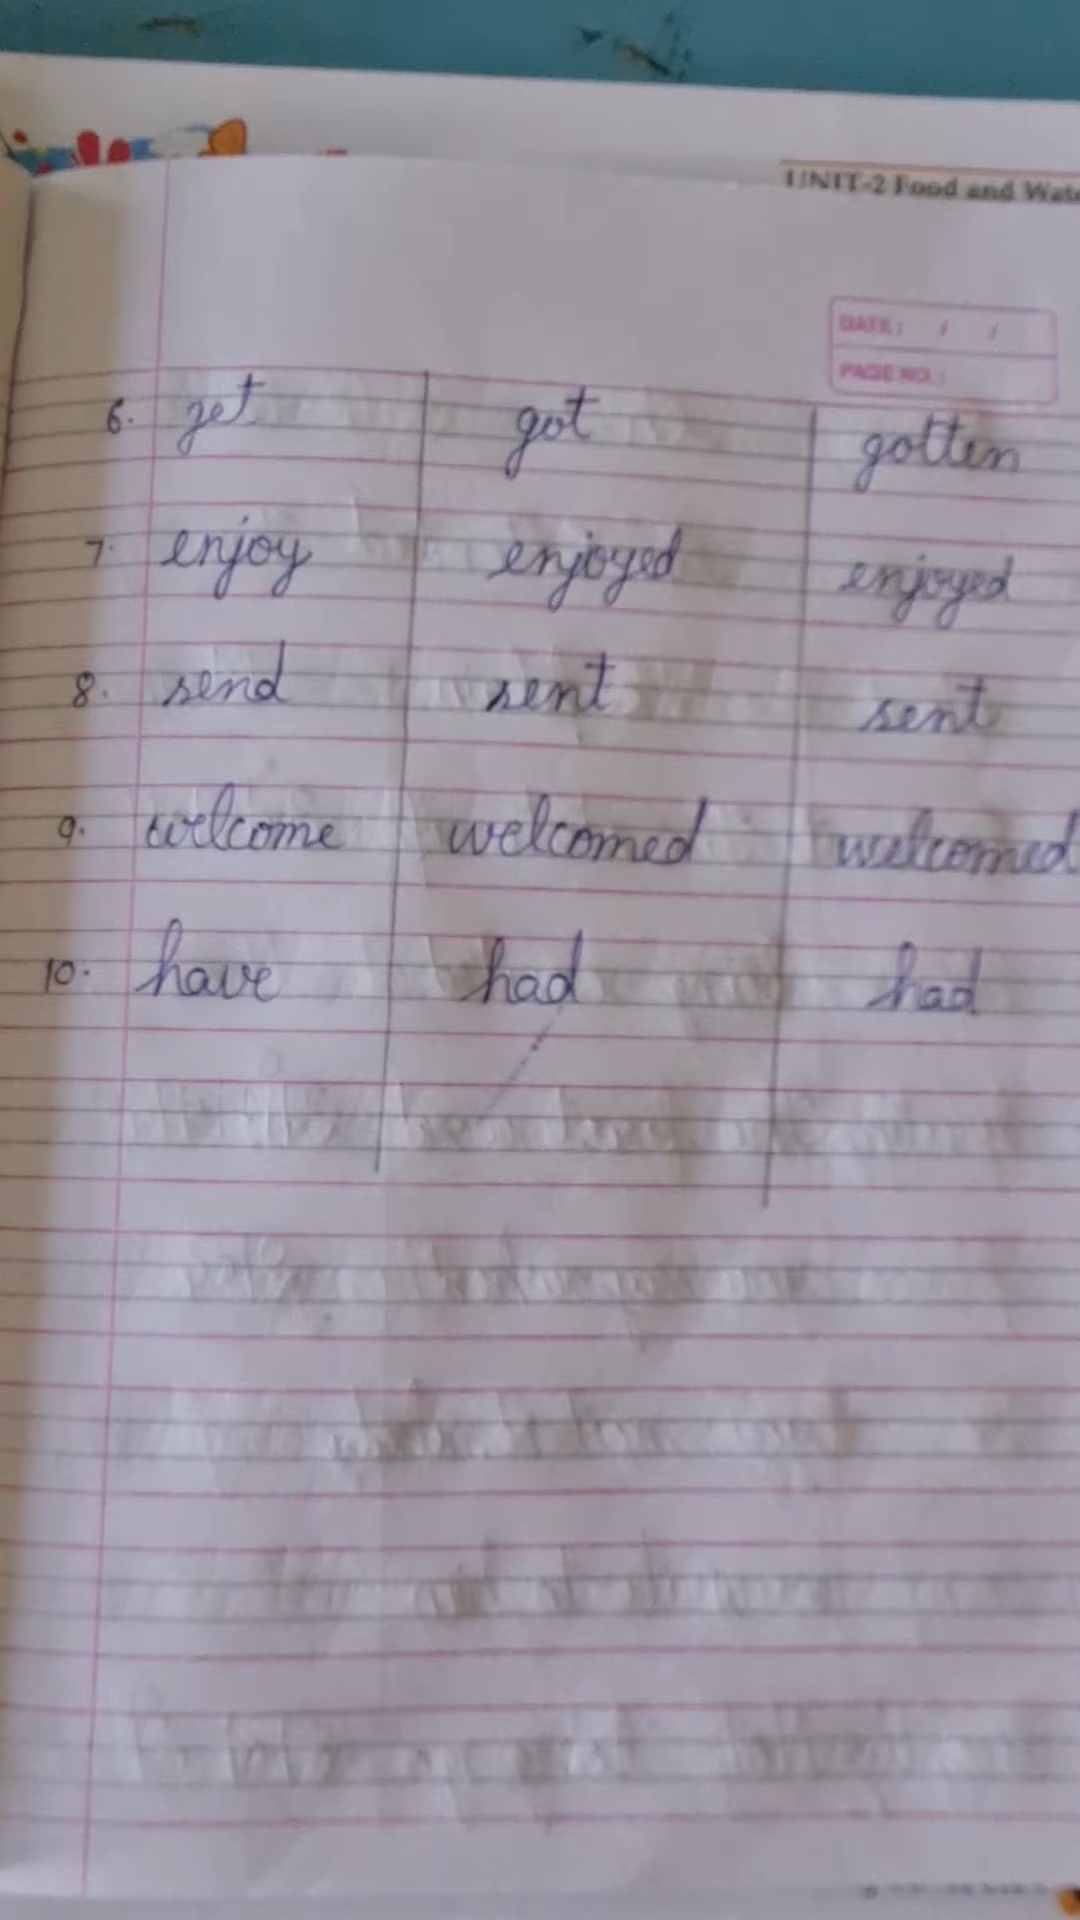 UNIT-2 Food and
DATE: / /
PAGE NO.:
6. get got gotten
7. enjoy enjoyed enjoyed
8. send sent sent
9. welcome welcomed welcomed
10. have had had